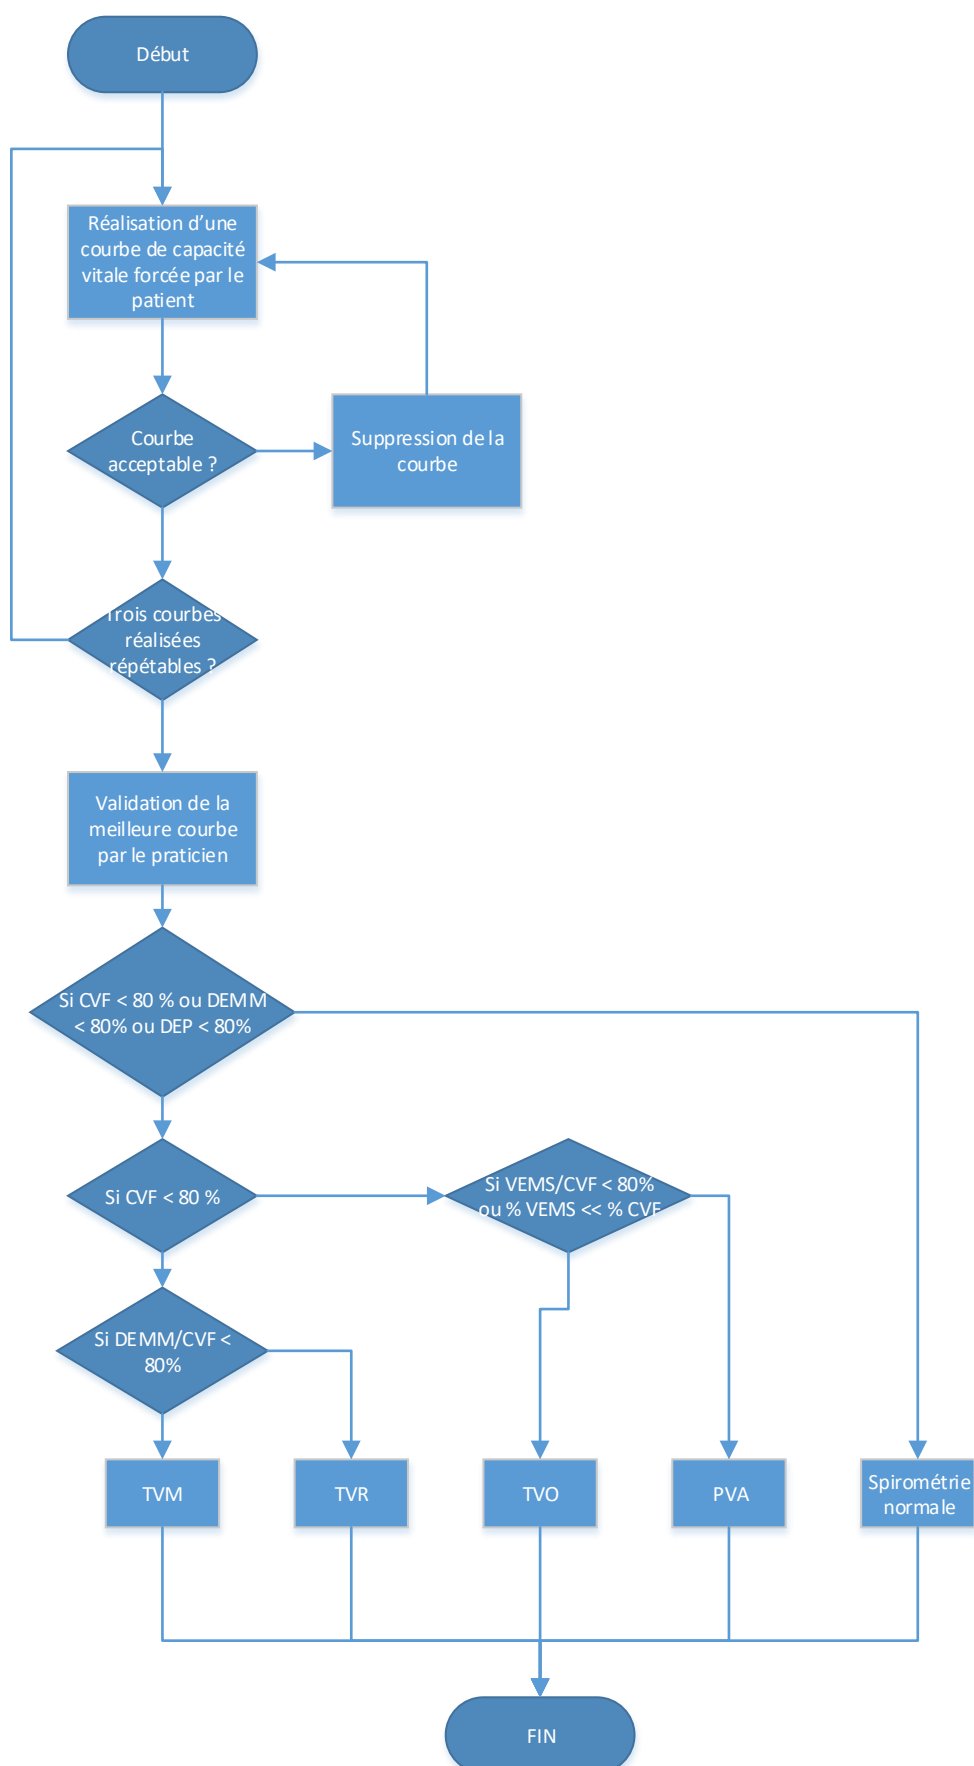 Début
Réalisation d’une
courbe de capacité
vitale forcée par le
patient
Courbe
acceptable ?
Suppression de la
courbe
Trois courbes
réalisées
répétables ?
Validation de la
meilleure courbe
par le praticien
Si CVF < 80 % ou DEMM
< 80% ou DEP < 80%
Si CVF < 80 %
Si VEMS/CVF < 80%
ou % VEMS << % CVF
Si DEMM/CVF <
80%
TVM
TVR
TVO
PVA
Spirométrie
normale
FIN